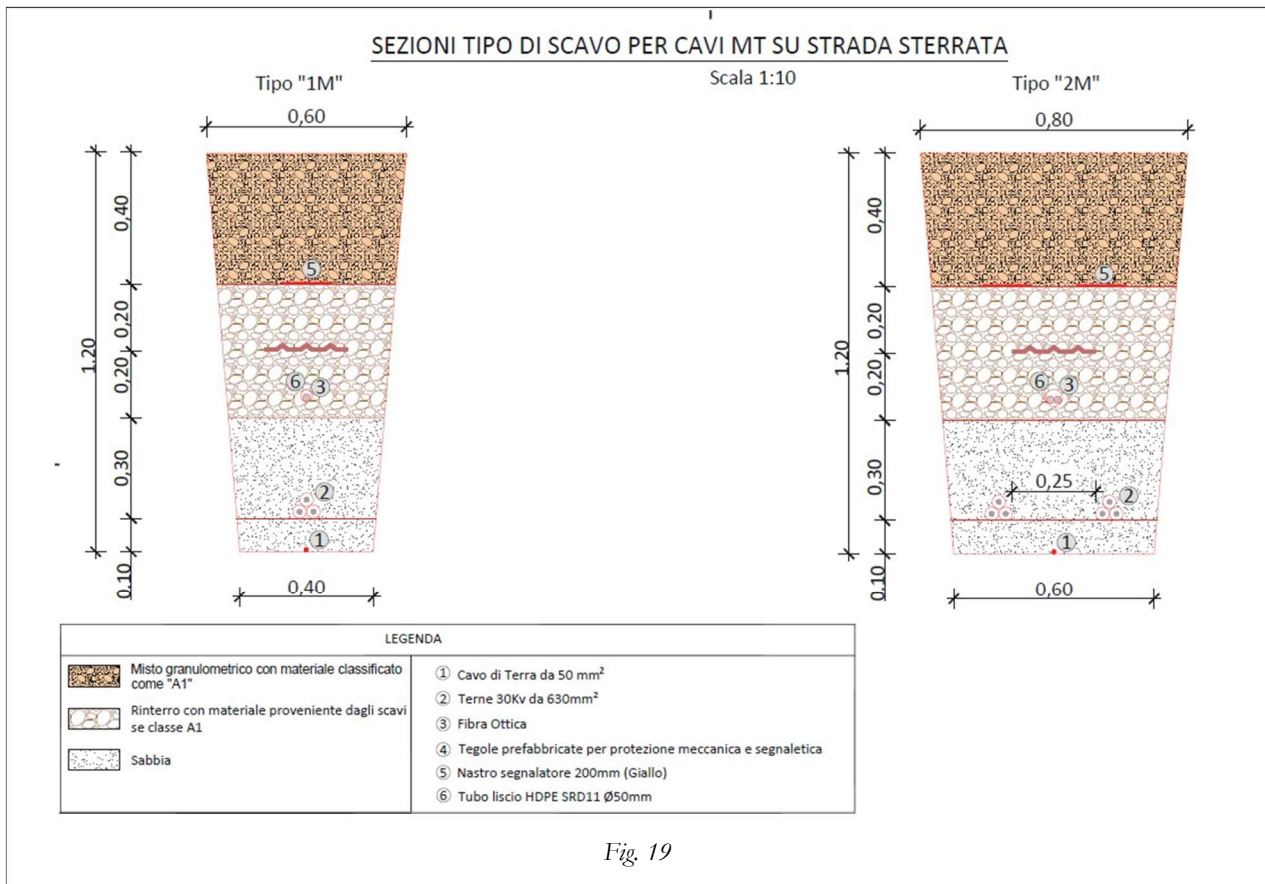 SEZIONI TIPO DI SCAVO PER CAVI MT SU STRADA STERRATA
Scala 1:10
Tipo "1M"
0,60
1.20
0,40
0,20
0,20
0,30
0,10
5
6 3
2
1
0,40
Tipo "2M"
0,80
1.20
0,40
0,20
0,20
0,30
0,10
5
6 3
0,25
2
1
0,60
LEGENDA
Misto granulometrico con materiale classificato
come "A1"
Rinterro con materiale proveniente dagli scavi
se classe A1
Sabbia
1 Cavo di Terra da 50 mm²
2 Terne 30Kv da 630mm²
3 Fibra Ottica
4 Tegole prefabbricate per protezione meccanica e segnaletica
5 Nastro segnalatore 200mm (Giallo)
6 Tubo liscio HDPE SRD11 Ø50mm
Fig. 19